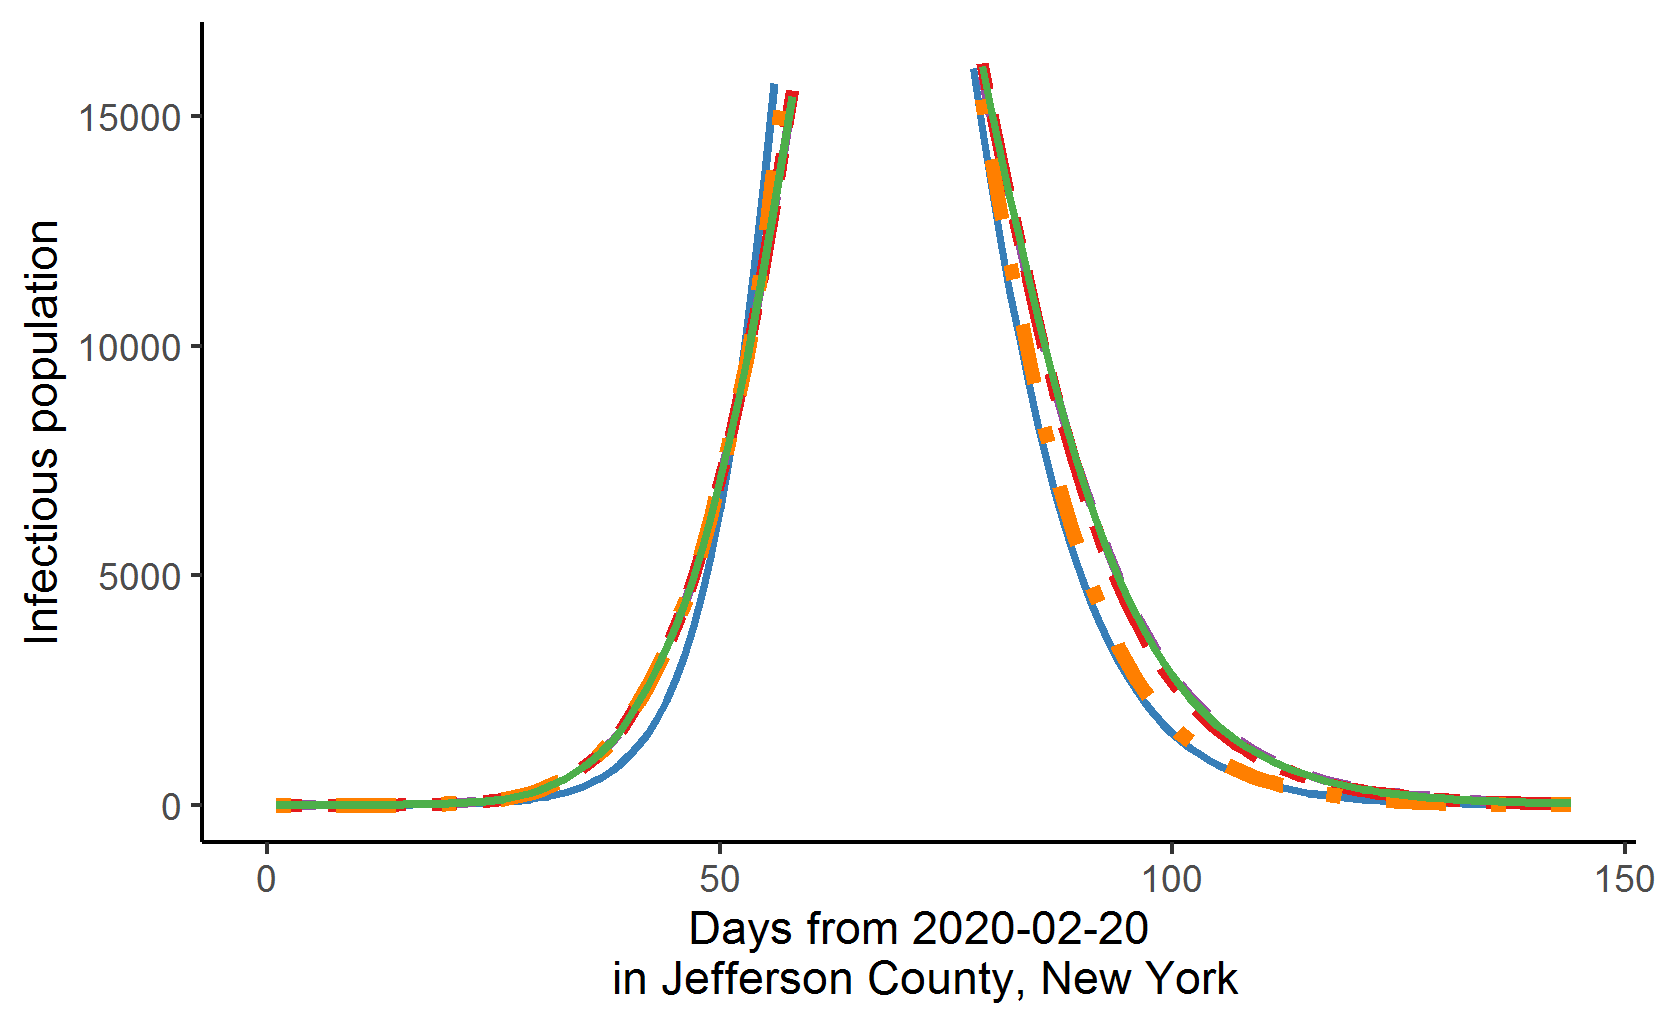 Infectious population
15000
10000
5000
0
0 50 100 150
Days from 2020-02-20
in Jefferson County, New York